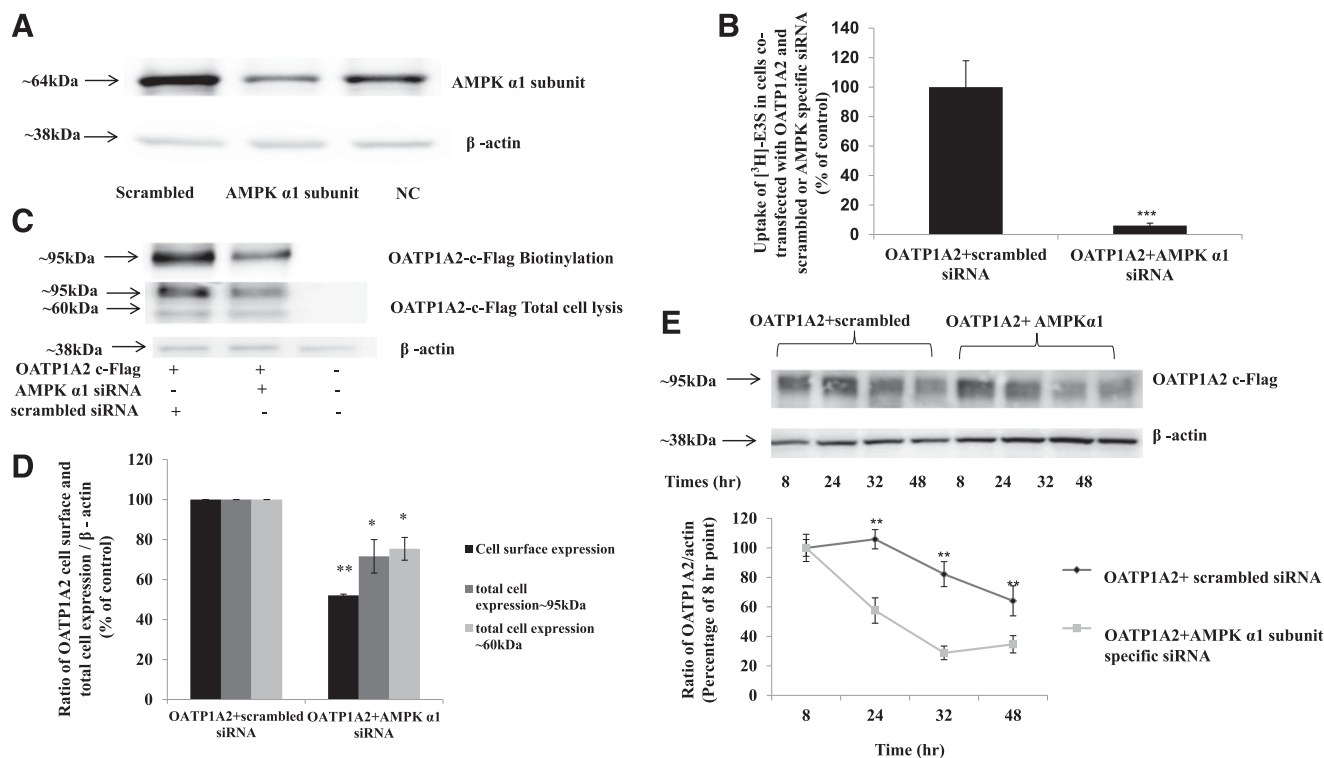 A
~64kDa
AMPK α1 subunit
~38kDa
β -actin
Scrambled AMPK α1 subunit NC
B
Uptake of [³H]-E3S in cells co-
transfected with OATP1A2 and
scrambled or AMPK specific siRNA
(% of control)
140
120
100
80
60
40
20
0
***
OATP1A2+scrambled
siRNA
OATP1A2+AMPK α1
siRNA
C
~95kDa
OATP1A2-c-Flag Biotinylation
~95kDa
~60kDa
OATP1A2-c-Flag Total cell lysis
~38kDa
β -actin
OATP1A2 c-Flag + + -
AMPK α1 siRNA - + -
scrambled siRNA + - -
D
Ratio of OATP1A2 cell surface and
total cell expression / β - actin
(% of control)
120
100
80
60
40
20
0
**
*
*
OATP1A2+scrambled
siRNA
OATP1A2+AMPK α1
siRNA
Cell surface expression
total cell
expression~95kDa
total cell expression
~60kDa
E
OATP1A2+scrambled
OATP1A2+ AMPKα1
~95kDa
OATP1A2 c-Flag
~38kDa
β -actin
Times (hr) 8 24 32 48 8 24 32 48
Ratio of OATP1A2/actin
(Percentage of 8 hr point)
120
100
80
60
40
20
0
**
**
**
8 24 32 48
Time (hr)
OATP1A2+ scrambled siRNA
OATP1A2+AMPK α1 subunit
specific siRNA